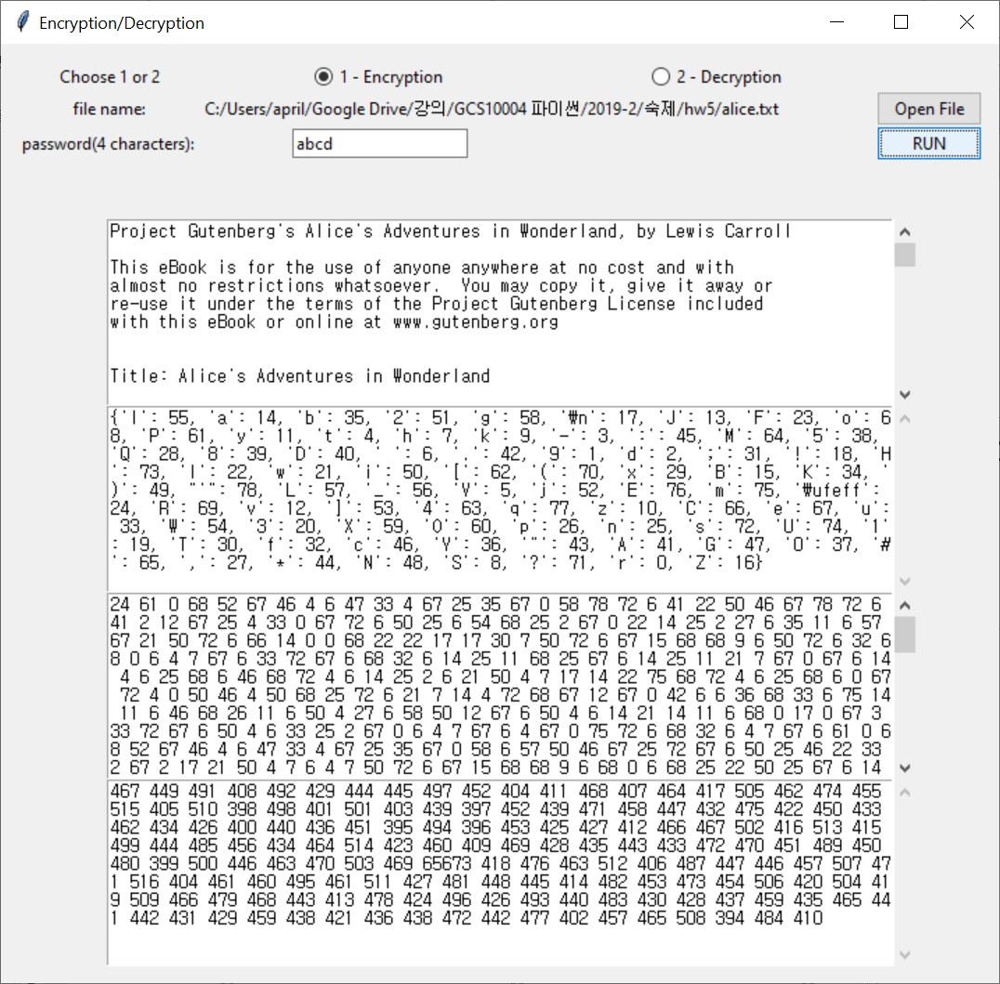 Encryption/Decryption
Choose 1 or 2 1 - Encryption 2 - Decryption
file name: C:/Users/april/Google Drive/강의/GCS10004 파이썬/2019-2/숙제/hw5/alice.txt Open File
password(4 characters): abcd RUN
Project Gutenberg's Alice's Adventures in Wonderland, by Lewis Carroll
This eBook is for the use of anyone anywhere at no cost and with
almost no restrictions whatsoever.  You may copy it, give it away or
re-use it under the terms of the Project Gutenberg License included
with this eBook or online at www.gutenberg.org
Title: Alice's Adventures in Wonderland
{'I': 55, 'a': 14, 'b': 35, '2': 51, 'g': 58, '₩n': 17, 'J': 13, 'F': 23, 'o': 6
8, 'P': 61, 'y': 11, 't': 4, 'h': 7, 'k': 9, '-': 3, ':': 45, 'M': 64, '5': 38,
'Q': 28, '8': 39, 'D': 40, ' ': 6, '.': 42, '9': 1, 'd': 2, ';': 31, '!': 18, 'H
': 73, 'l': 22, 'w': 21, 'i': 50, '[': 62, '(': 70, 'x': 29, 'B': 15, 'K': 34, '
)': 49, "'": 78, 'L': 57, '_': 56, 'V': 5, 'j': 52, 'E': 76, 'm': 75, '₩ufeff':
24, 'R': 69, 'v': 12, ']': 53, '4': 63, 'q': 77, 'z': 10, 'C': 66, 'e': 67, 'u':
33, 'W': 54, '3': 20, 'X': 59, '0': 60, 'p': 26, 'n': 25, 's': 72, 'U': 74, '1'
: 19, 'T': 30, 'f': 32, 'c': 46, 'Y': 36, '"': 43, 'A': 41, 'G': 47, 'O': 37, '#
': 65, ',': 27, '*': 44, 'N': 48, 'S': 8, '?': 71, 'r': 0, 'Z': 16}
24 61 0 68 52 67 46 4 6 47 33 4 67 25 35 67 0 58 78 72 6 41 22 50 46 67 78 72 6
41 2 12 67 25 4 33 0 67 72 6 50 25 6 54 68 25 2 67 0 22 14 25 2 27 6 35 11 6 57
67 21 50 72 6 66 14 0 0 68 22 22 17 17 30 7 50 72 6 67 15 68 68 9 6 50 72 6 32 6
8 0 6 4 7 67 6 33 72 67 6 68 32 6 14 25 11 68 25 67 6 14 25 11 21 7 67 0 67 6 14
4 6 25 68 6 46 68 72 4 6 14 25 2 6 21 50 4 7 17 14 22 75 68 72 4 6 25 68 6 0 67
72 4 0 50 46 4 50 68 25 72 6 21 7 14 4 72 68 67 12 67 0 42 6 6 36 68 33 6 75 14
11 6 46 68 26 11 6 50 4 27 6 58 50 12 67 6 50 4 6 14 21 14 11 6 68 0 17 0 67 3
33 72 67 6 50 4 6 33 25 2 67 0 6 4 7 67 6 4 67 0 75 72 6 68 32 6 4 7 67 6 61 0 6
8 52 67 46 4 6 47 33 4 67 25 35 67 0 58 6 57 50 46 67 25 72 67 6 50 25 46 22 33
2 67 2 17 21 50 4 7 6 4 7 50 72 6 67 15 68 68 9 6 68 0 6 68 25 22 50 25 67 6 14
467 449 491 408 492 429 444 445 497 452 404 411 468 407 464 417 505 462 474 455
515 405 510 398 498 401 501 403 439 397 452 439 471 458 447 432 475 422 450 433
462 434 426 400 440 436 451 395 494 396 453 425 427 412 466 467 502 416 513 415
499 444 485 456 434 464 514 423 460 409 469 428 435 443 433 472 470 451 489 450
480 399 500 446 463 470 503 469 65673 418 476 463 512 406 487 447 446 457 507 47
1 516 404 461 460 495 461 511 427 481 448 445 414 482 453 473 454 506 420 504 41
9 509 466 479 468 443 413 478 424 496 426 493 440 483 430 428 437 459 435 465 44
1 442 431 429 459 438 421 436 438 472 442 477 402 457 465 508 394 484 410